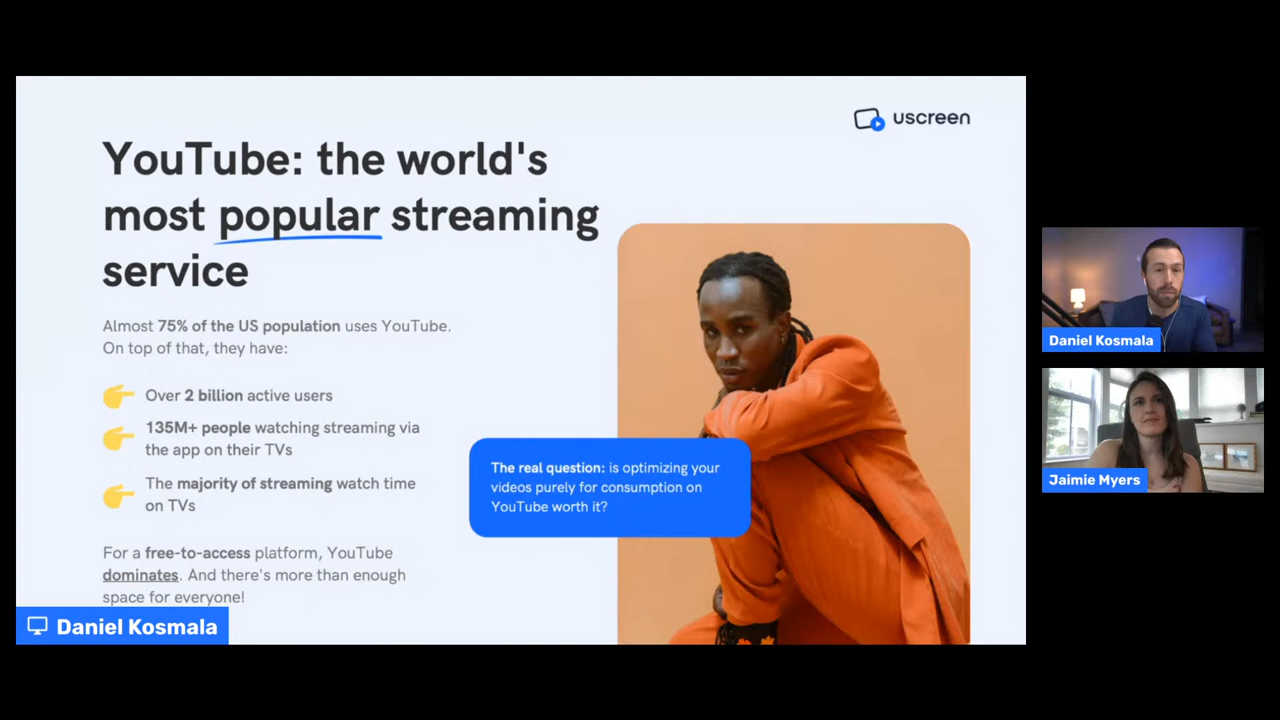 uscreen
YouTube: the world's
most popular streaming
service
Almost 75% of the US population uses YouTube.
On top of that, they have:
Over 2 billion active users
135M+ people watching streaming via
the app on their TVs
The majority of streaming watch time
on TVs
For a free-to-access platform, YouTube
dominates. And there's more than enough
space for everyone!
The real question: is optimizing your
videos purely for consumption on
YouTube worth it?
Daniel Kosmala
Daniel Kosmala
Jaimie Myers